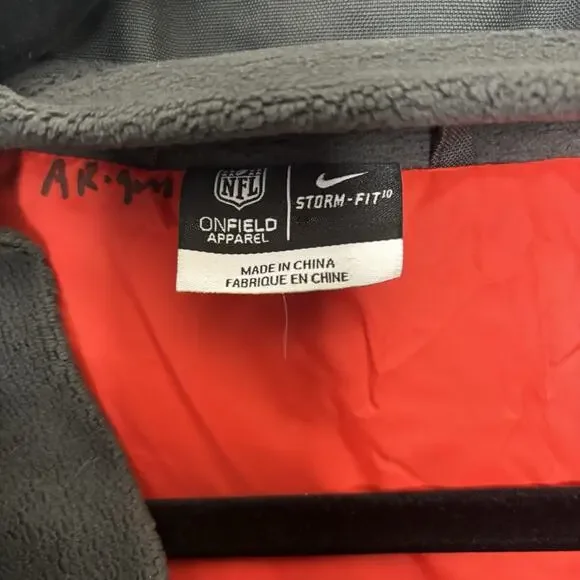 NFL
ONFIELD
APPAREL
STORM-FIT10
MADE IN CHINA
FABRIQUE EN CHINE